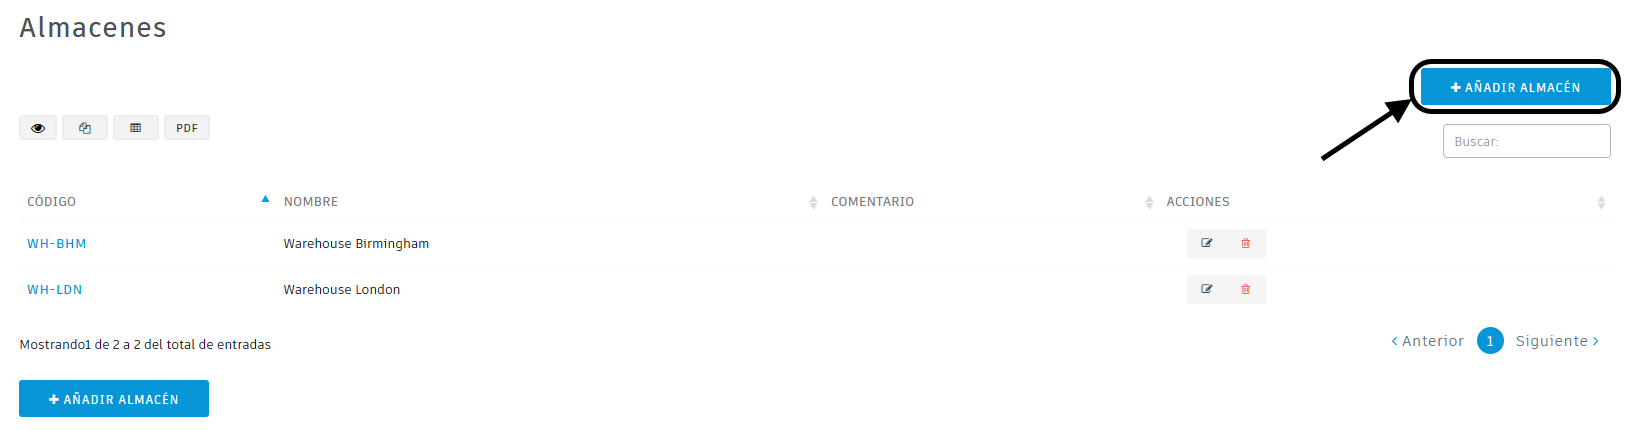 Almacenes
AÑADIR ALMACÉN
PDF
Buscar:
CÓDIGO NOMBRE COMENTARIO ACCIONES
WH-BHM Warehouse Birmingham
WH-LDN Warehouse London
Mostrando1 de 2 a 2 del total de entradas
Anterior 1 Siguiente
AÑADIR ALMACÉN